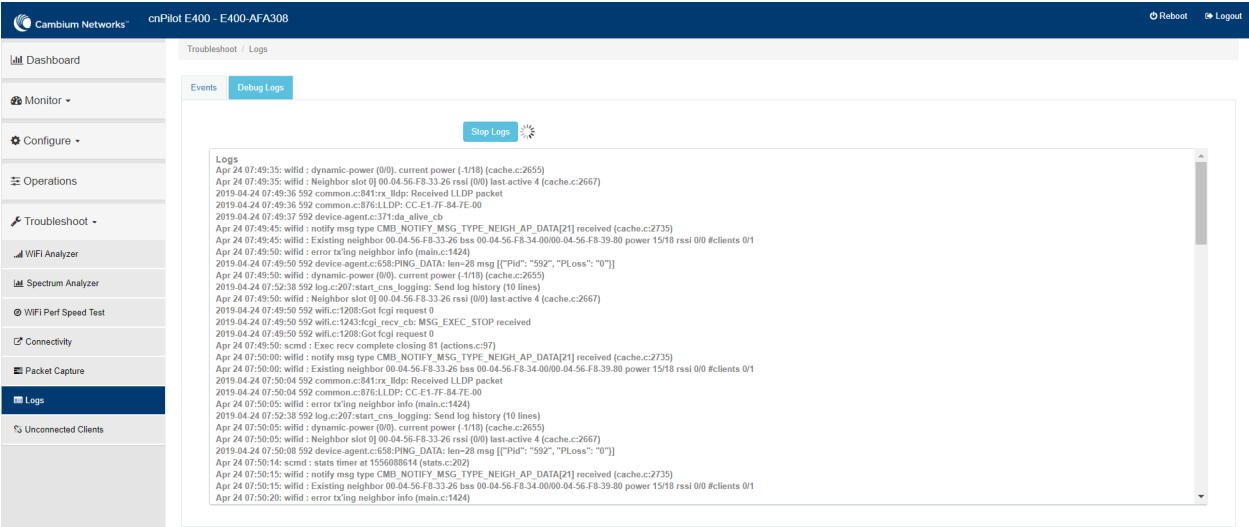 Cambium Networks™ cnPilot E400 - E400-AFA308 Reboot Logout
Dashboard
Monitor
Configure
Operations
Troubleshoot
WiFi Analyzer
Spectrum Analyzer
WiFi Perf Speed Test
Connectivity
Packet Capture
Logs
Unconnected Clients
Troubleshoot / Logs
Events Debug Logs
Stop Logs
Logs
Apr 24 07:49:35: wifid : dynamic-power (0/0). current power (-1/18) (cache.c:2655)
Apr 24 07:49:35: wifid : Neighbor slot 0] 00-04-56-F8-33-26 rssi (0/0) last-active 4 (cache.c:2667)
2019-04-24 07:49:36 592 common.c:841:rx_lldp: Received LLDP packet
2019-04-24 07:49:36 592 common.c:876:LLDP: CC-E1-7F-84-7E-00
2019-04-24 07:49:37 592 device-agent.c:371:da_alive_cb
Apr 24 07:49:45: wifid : notify msg type CMB_NOTIFY_MSG_TYPE_NEIGH_AP_DATA[21] received (cache.c:2735)
Apr 24 07:49:45: wifid : Existing neighbor 00-04-56-F8-33-26 bss 00-04-56-F8-34-00/00-04-56-F8-39-80 power 15/18 rssi 0/0 #clients 0/1
Apr 24 07:49:50: wifid : error tx'ing neighbor info (main.c:1424)
2019-04-24 07:49:50 592 device-agent.c:658:PING_DATA: len=28 msg [{"Pid": "592", "PLoss": "0"}]
Apr 24 07:49:50: wifid : dynamic-power (0/0). current power (-1/18) (cache.c:2655)
2019-04-24 07:52:38 592 log.c:207:start_cns_logging: Send log history (10 lines)
Apr 24 07:49:50: wifid : Neighbor slot 0] 00-04-56-F8-33-26 rssi (0/0) last-active 4 (cache.c:2667)
2019-04-24 07:49:50 592 wifi.c:1208:Got fcgi request 0
2019-04-24 07:49:50 592 wifi.c:1243:fcgi_recv_cb: MSG_EXEC_STOP received
2019-04-24 07:49:50 592 wifi.c:1208:Got fcgi request 0
Apr 24 07:49:50: scmd : Exec recv complete closing 81 (actions.c:97)
Apr 24 07:50:00: wifid : notify msg type CMB_NOTIFY_MSG_TYPE_NEIGH_AP_DATA[21] received (cache.c:2735)
Apr 24 07:50:00: wifid : Existing neighbor 00-04-56-F8-33-26 bss 00-04-56-F8-34-00/00-04-56-F8-39-80 power 15/18 rssi 0/0 #clients 0/1
2019-04-24 07:50:04 592 common.c:841:rx_lldp: Received LLDP packet
2019-04-24 07:50:04 592 common.c:876:LLDP: CC-E1-7F-84-7E-00
Apr 24 07:50:05: wifid : error tx'ing neighbor info (main.c:1424)
2019-04-24 07:52:38 592 log.c:207:start_cns_logging: Send log history (10 lines)
Apr 24 07:50:05: wifid : dynamic-power (0/0). current power (-1/18) (cache.c:2655)
Apr 24 07:50:05: wifid : Neighbor slot 0] 00-04-56-F8-33-26 rssi (0/0) last-active 4 (cache.c:2667)
2019-04-24 07:50:08 592 device-agent.c:658:PING_DATA: len=28 msg [{"Pid": "592", "PLoss": "0"}]
Apr 24 07:50:14: scmd : stats timer at 1556088614 (stats.c:202)
Apr 24 07:50:15: wifid : notify msg type CMB_NOTIFY_MSG_TYPE_NEIGH_AP_DATA[21] received (cache.c:2735)
Apr 24 07:50:15: wifid : Existing neighbor 00-04-56-F8-33-26 bss 00-04-56-F8-34-00/00-04-56-F8-39-80 power 15/18 rssi 0/0 #clients 0/1
Apr 24 07:50:20: wifid : error tx'ing neighbor info (main.c:1424)